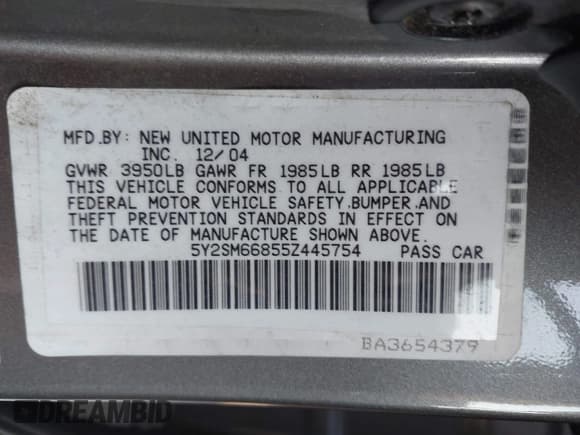 MFD.BY: NEW UNITED MOTOR MANUFACTURING
INC. 12/04
GVWR 3950LB GAWR FR 1985LB RR 1985LB
THIS VEHICLE CONFORMS TO ALL APPLICABLE
FEDERAL MOTOR VEHICLE SAFETY,BUMPER,AND
THEFT PREVENTION STANDARDS IN EFFECT ON
THE DATE OF MANUFACTURE SHOWN ABOVE.
5Y2SM66855Z445754 PASS CAR
BA3654379
DREAMBID